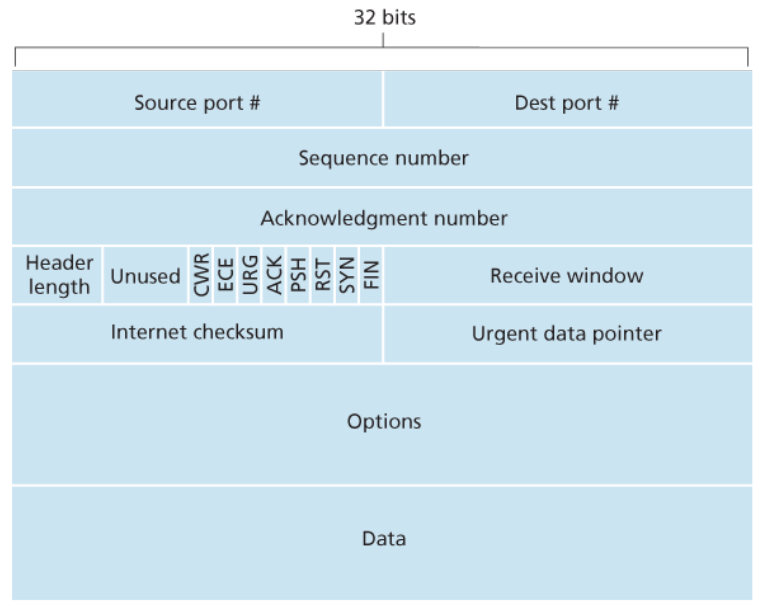 32 bits
Source port # Dest port #
Sequence number
Acknowledgment number
Header length Unused CWR ECE URG ACK PSH RST SYN FIN Receive window
Internet checksum Urgent data pointer
Options
Data